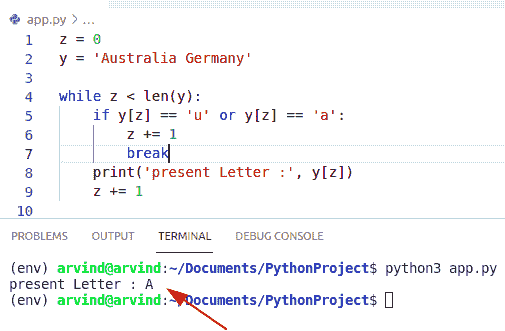 app.py > ...
1 z = 0
2 y = 'Australia Germany'
3
4 while z < len(y):
5     if y[z] == 'u' or y[z] == 'a':
6         z += 1
7         break
8     print('present Letter :', y[z])
9     z += 1
10
PROBLEMS OUTPUT TERMINAL DEBUG CONSOLE
(env) arvind@arvind:~/Documents/PythonProject$ python3 app.py
present Letter : A
(env) arvind@arvind:~/Documents/PythonProject$